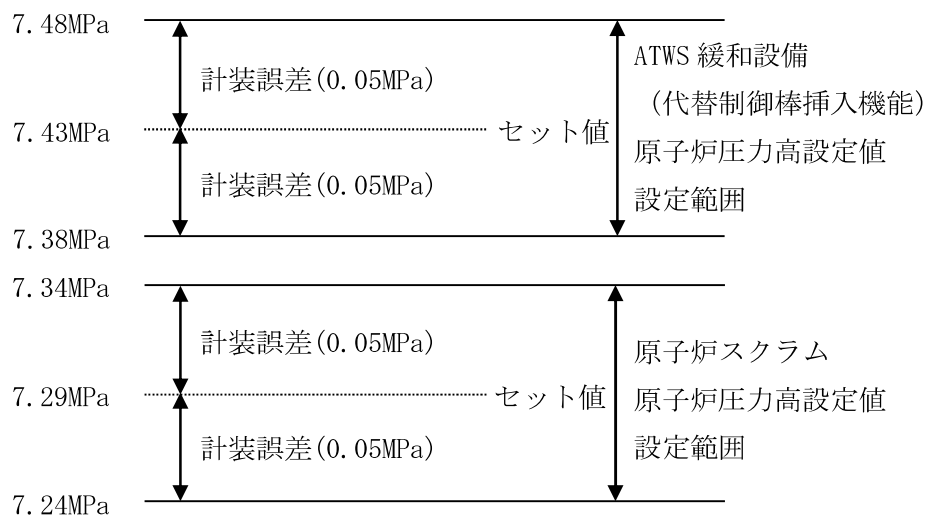 7.48MPa
計装誤差(0.05MPa)
7.43MPa
セット値
計装誤差(0.05MPa)
7.38MPa
ATWS 緩和設備
（代替制御棒挿入機能）
原子炉圧力高設定値
設定範囲
7.34MPa
計装誤差(0.05MPa)
7.29MPa
セット値
計装誤差(0.05MPa)
7.24MPa
原子炉スクラム
原子炉圧力高設定値
設定範囲